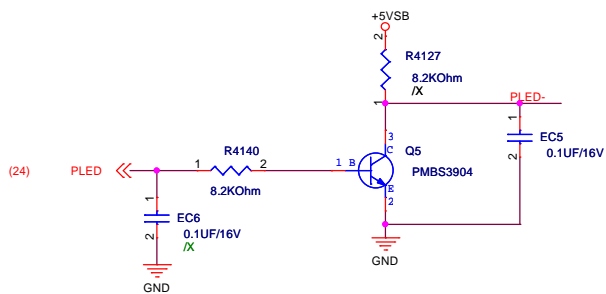 +5VSB
2
R4127
8.2KOhm
/X
1
PLED-
1
EC5
0.1UF/16V
2
3
C
Q5
PMBS3904
1 B
E
2
R4140
1
2
8.2KOhm
(24)
PLED
1
EC6
0.1UF/16V
/X
2
GND
GND